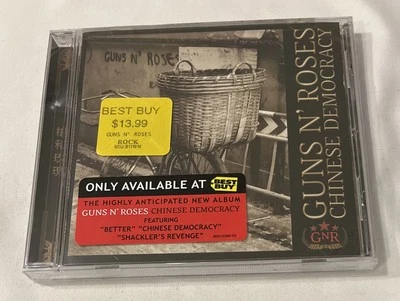 GUNS N' ROSES
BEST BUY
$13.99
GUNS N' ROSES
ROCK
GUNS N' ROSES
CHINESE DEMOCRACY
GNR
ONLY AVAILABLE AT BEST BUY
THE HIGHLY ANTICIPATED NEW ALBUM
GUNS N' ROSES CHINESE DEMOCRACY
FEATURING
"BETTER" "CHINESE DEMOCRACY"
"SHACKLER'S REVENGE"